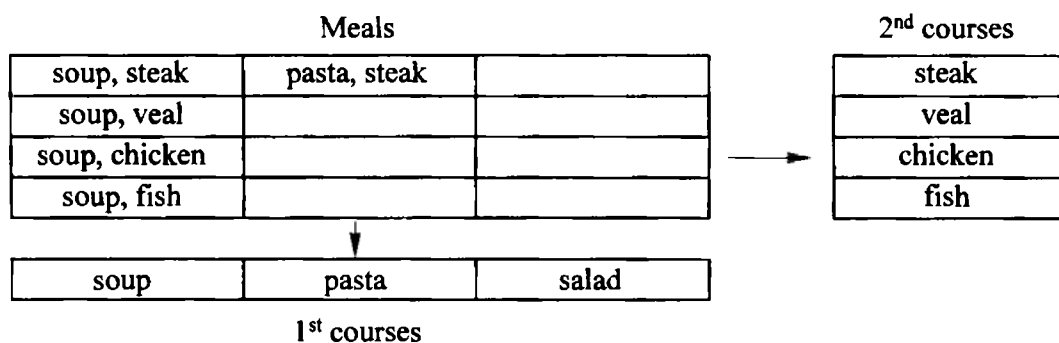 Meals 2nd courses
soup, steak pasta, steak steak
soup, veal veal
soup, chicken chicken
soup, fish fish
soup pasta salad
1st courses